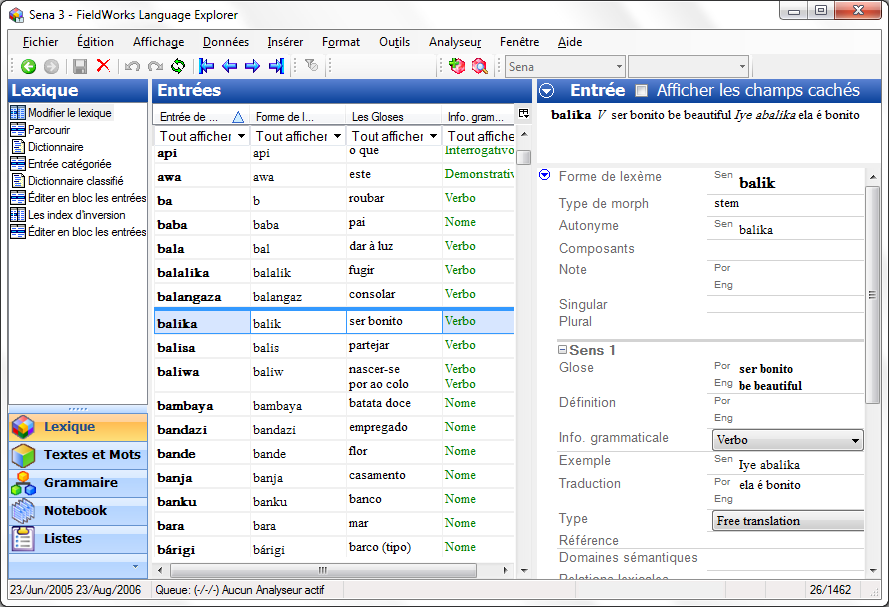 Sena 3 - FieldWorks Language Explorer
Fichier Édition Affichage Données Insérer Format Outils Analyseur Fenêtre Aide
Sena
Lexique
Modifier le lexique
Parcourir
Dictionnaire
Entrée catégoriée
Dictionnaire classifié
Éditer en bloc les entrées
Les index d'inversion
Éditer en bloc les entrées
Lexique
Textes et Mots
Grammaire
Notebook
Listes
Entrées
Entrée de ... Forme de l... Les Gloses Info. gram...
Tout afficher Tout afficher Tout afficher Tout affiche
api api o que Interrogativo
awa awa este Demonstrativ
ba b roubar Verbo
baba baba pai Nome
bala bal dar à luz Verbo
balalika balalik fugir Verbo
balangaza balangaz consolar Verbo
balika balik ser bonito Verbo
balisa balis partejar Verbo
baliwa baliw nascer-se Verbo
por ao colo Verbo
bambaya bambaya batata doce Nome
bandazi bandazi empregado Nome
bande bande flor Nome
banja banja casamento Nome
banku banku banco Nome
bara bara mar Nome
bárigi bárigi barco (tipo) Nome
Entrée Afficher les champs cachés
balika V ser bonito be beautiful Iye abalika ela é bonito
Forme de lexème Sen balik
Type de morph stem
Autonyme Sen balika
Composants
Note Por
Eng
Singular
Plural
Sens 1
Glose Por ser bonito
Eng be beautiful
Définition Por
Eng
Info. grammaticale Verbo
Exemple Sen Iye abalika
Traduction Por ela é bonito
Eng
Type Free translation
Référence
Domaines sémantiques
Relations lexicales
23/Jun/2005 23/Aug/2006 Queue: (-/-/-) Aucun Analyseur actif 26/1462